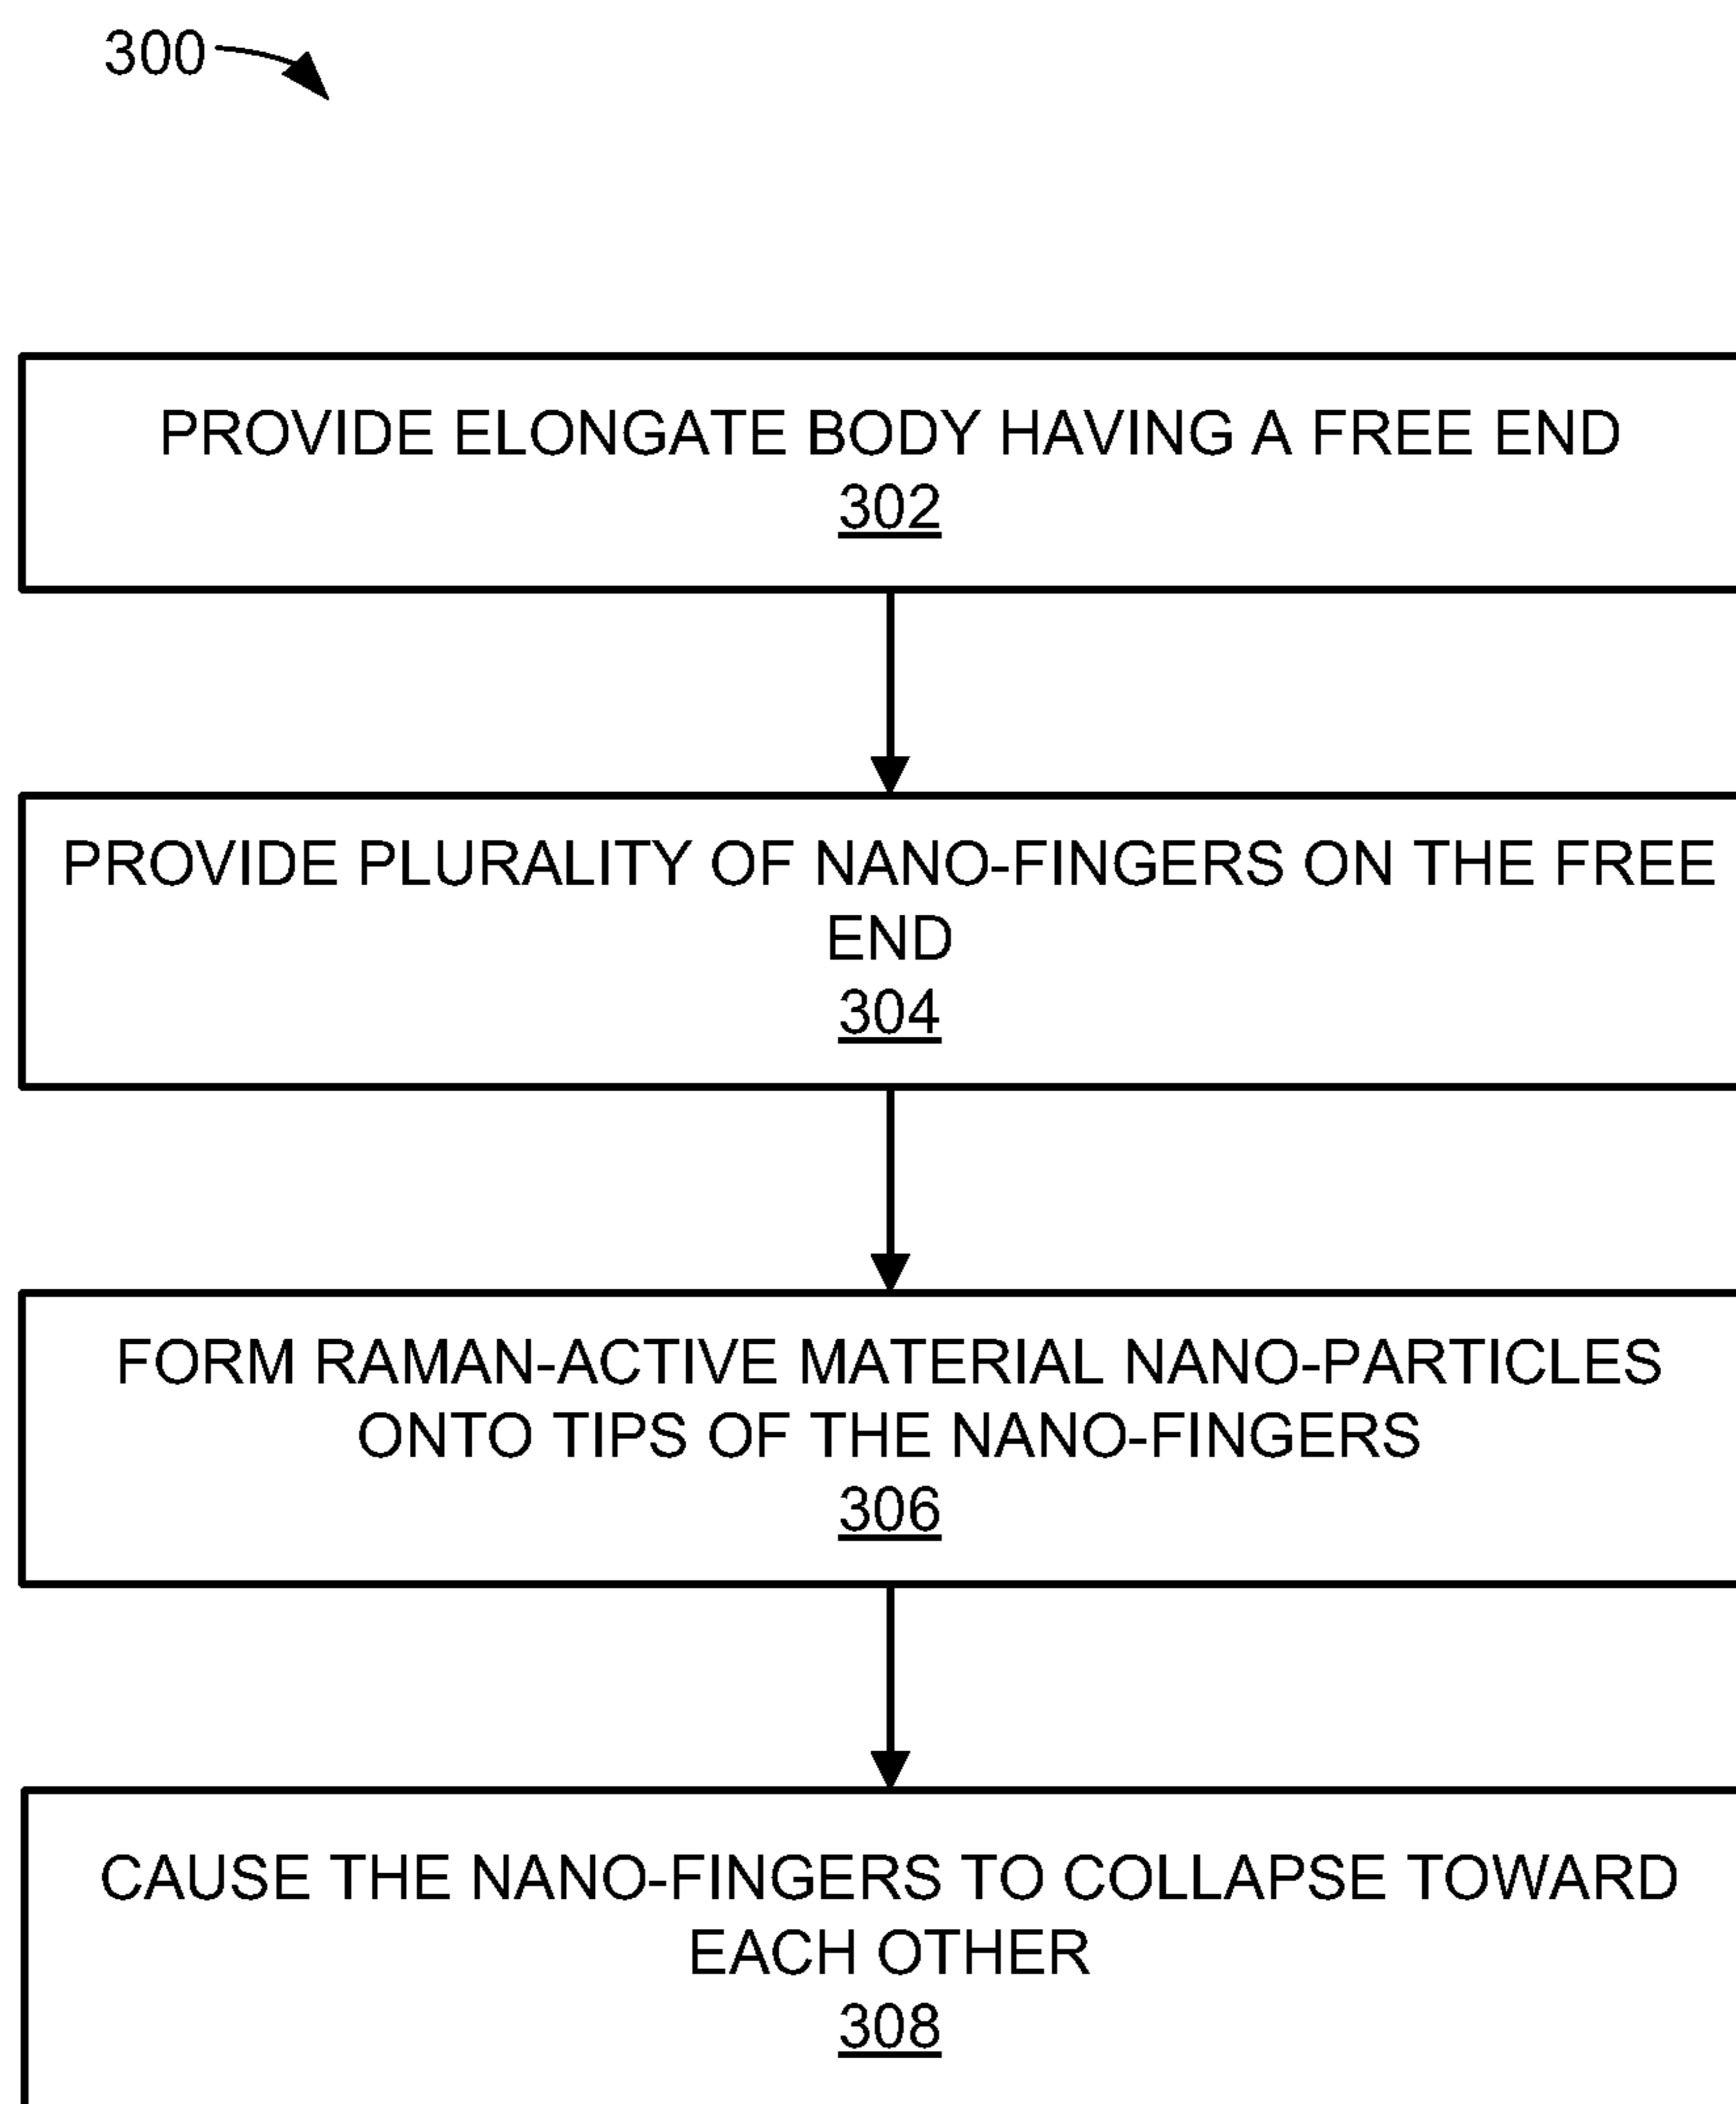 300
PROVIDE ELONGATE BODY HAVING A FREE END
302
PROVIDE PLURALITY OF NANO-FINGERS ON THE FREE
END
304
FORM RAMAN-ACTIVE MATERIAL NANO-PARTICLES
ONTO TIPS OF THE NANO-FINGERS
306
CAUSE THE NANO-FINGERS TO COLLAPSE TOWARD
EACH OTHER
308